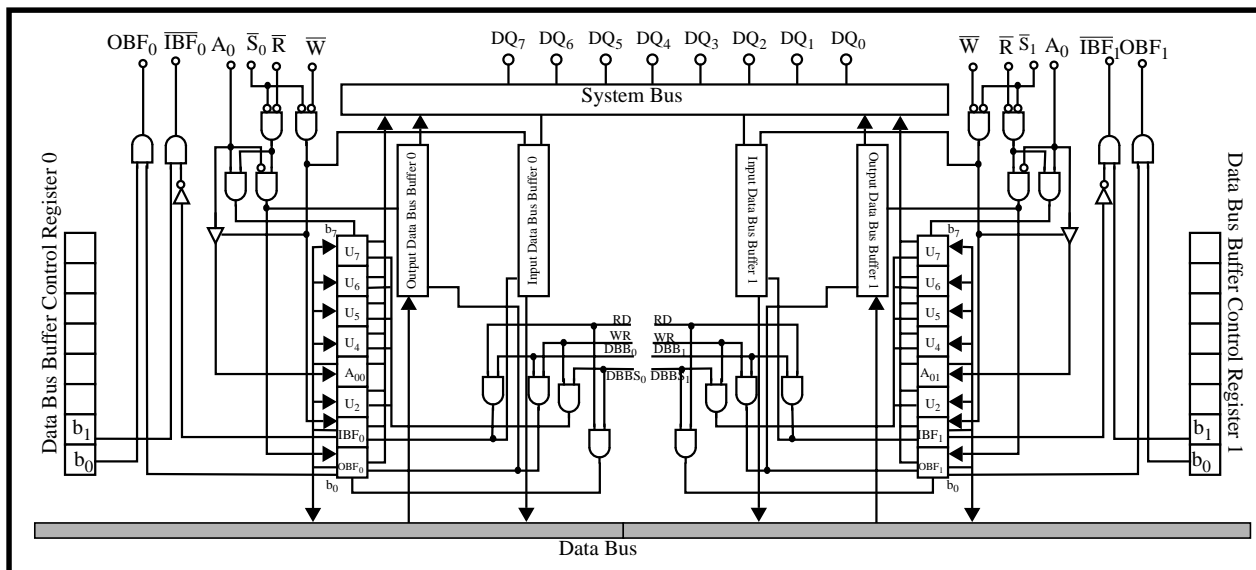 OBF0 I̅B̅F̅0 A0 S̅0 R̅ W̅ DQ7 DQ6 DQ5 DQ4 DQ3 DQ2 DQ1 DQ0 W̅ R̅ S̅1 A0 I̅B̅F̅1 OBF1
System Bus
Data Bus Buffer Control Register 0
Output Data Bus Buffer 0
Input Data Bus Buffer 0
Input Data Bus Buffer 1
Output Data Bus Buffer 1
Data Bus Buffer Control Register 1
b7 b7
U7 U7
U6 U6
U5 U5
U4 U4
A00 A01
U2 U2
IBF0 IBF1
OBF0 OBF1
b0 b0
RD RD
WR WR
DBB0 DBB1
DBBS0 DBBS1
b1 b1
b0 b0
Data Bus